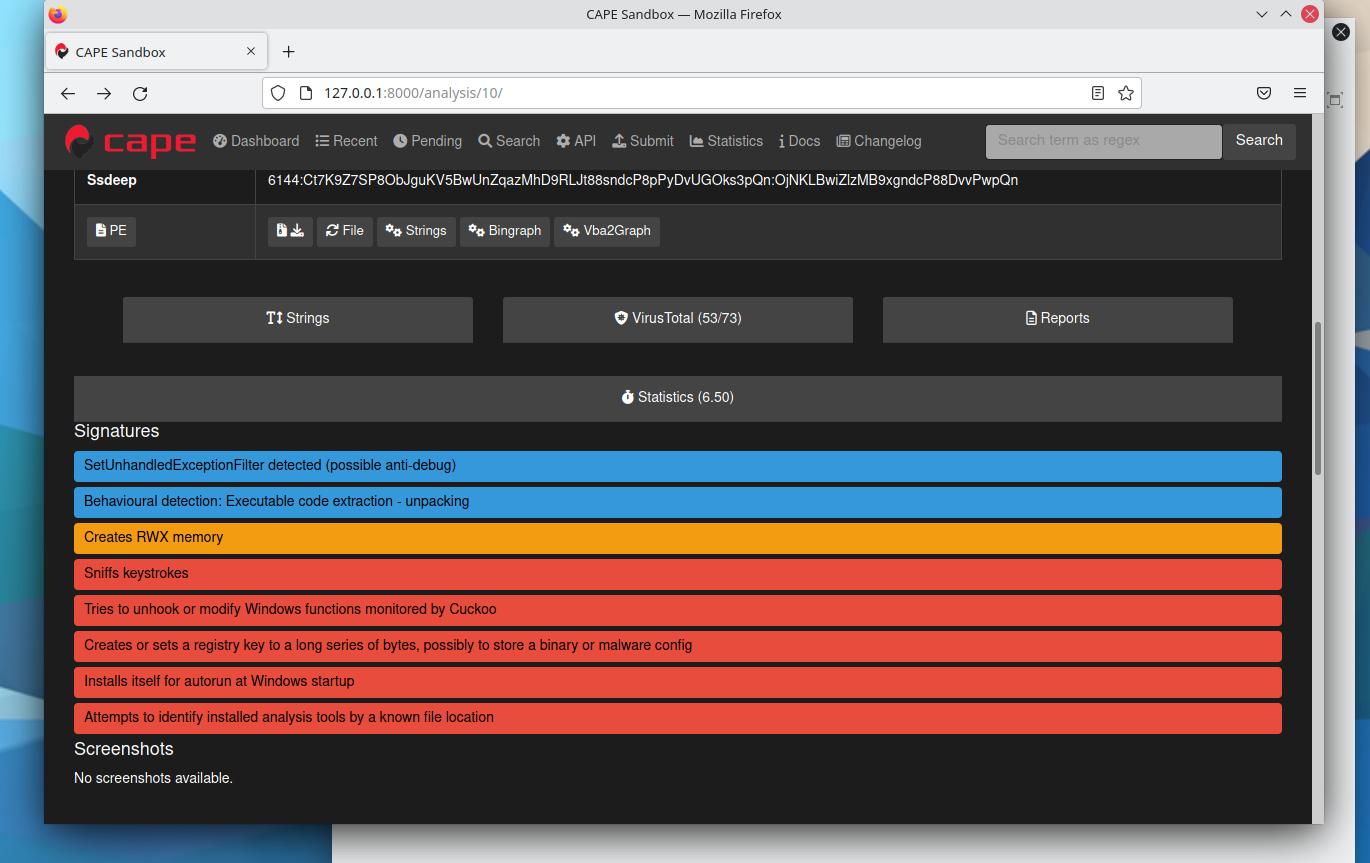 CAPE Sandbox — Mozilla Firefox
CAPE Sandbox
127.0.0.1:8000/analysis/10/
cape Dashboard Recent Pending Search API Submit Statistics Docs Changelog Search term as regex Search
Ssdeep 6144:Ct7K9Z7SP8ObJguKV5BwUnZqazMhD9RLJt88sndcP8pPyDvUGOks3pQn:OjNKLBwiZlzMB9xgndcP88DvvPwpQn
PE File Strings Bingraph Vba2Graph
Strings VirusTotal (53/73) Reports
Statistics (6.50)
Signatures
SetUnhandledExceptionFilter detected (possible anti-debug)
Behavioural detection: Executable code extraction - unpacking
Creates RWX memory
Sniffs keystrokes
Tries to unhook or modify Windows functions monitored by Cuckoo
Creates or sets a registry key to a long series of bytes, possibly to store a binary or malware config
Installs itself for autorun at Windows startup
Attempts to identify installed analysis tools by a known file location
Screenshots
No screenshots available.